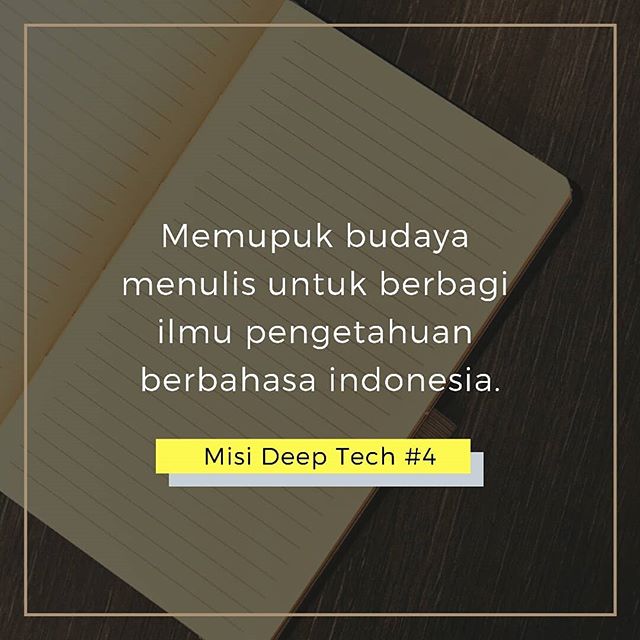 Memupuk budaya
menulis untuk berbagi
ilmu pengetahuan
berbahasa indonesia.
Misi Deep Tech #4